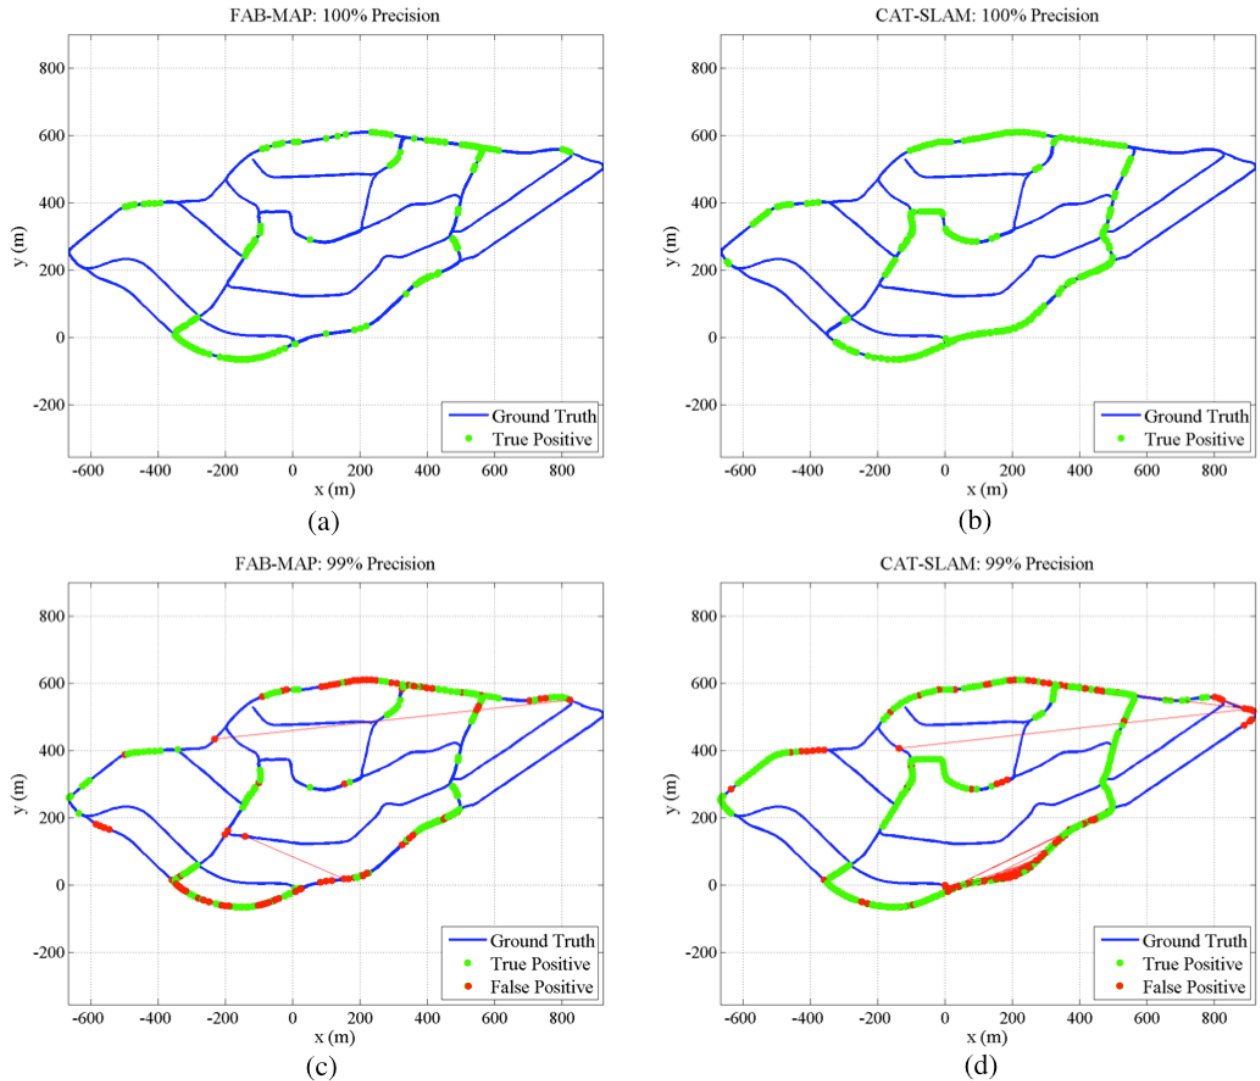 FAB-MAP: 100% Precision
800
600
400
200
0
-200
y (m)
-600 -400 -200 0 200 400 600 800
x (m)
Ground Truth
True Positive
(a)
CAT-SLAM: 100% Precision
800
600
400
200
0
-200
y (m)
-600 -400 -200 0 200 400 600 800
x (m)
Ground Truth
True Positive
(b)
FAB-MAP: 99% Precision
800
600
400
200
0
-200
y (m)
-600 -400 -200 0 200 400 600 800
x (m)
Ground Truth
True Positive
False Positive
(c)
CAT-SLAM: 99% Precision
800
600
400
200
0
-200
y (m)
-600 -400 -200 0 200 400 600 800
x (m)
Ground Truth
True Positive
False Positive
(d)